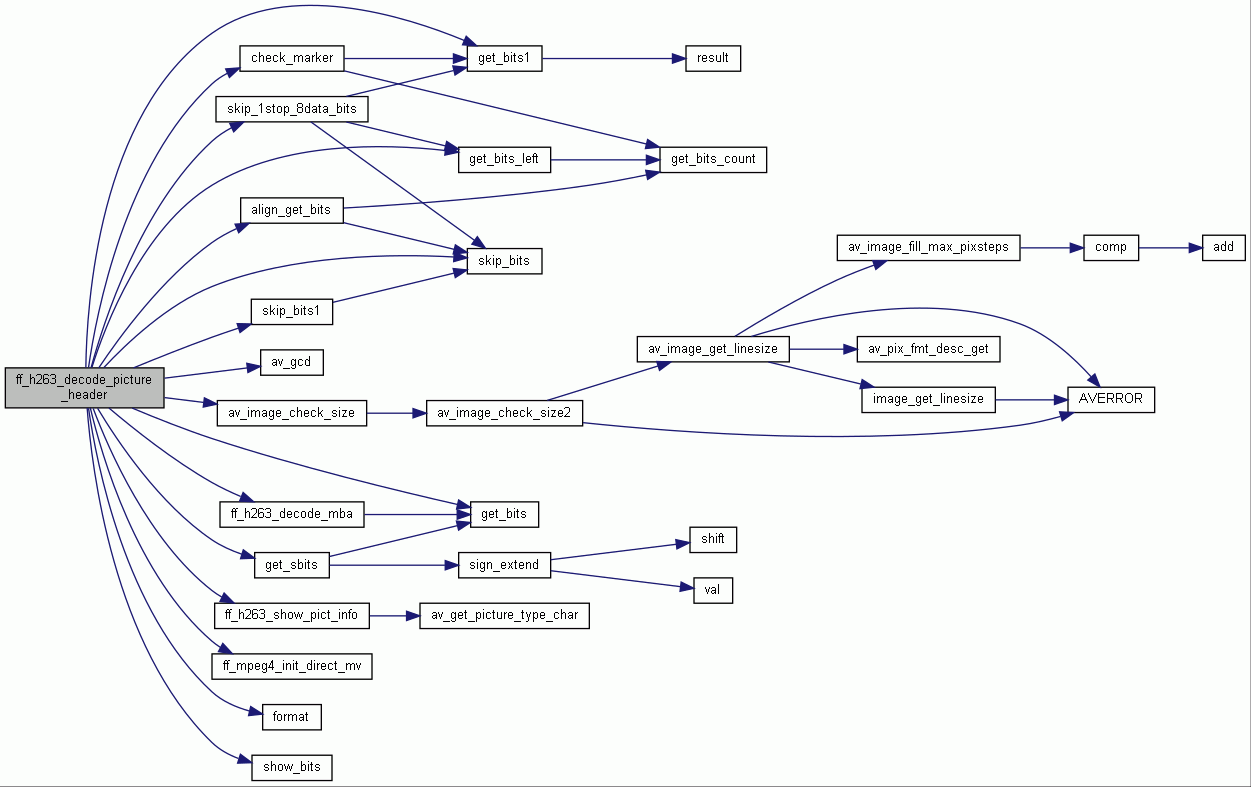 check_marker
get_bits1
result
skip_1stop_8data_bits
get_bits_left
get_bits_count
align_get_bits
skip_bits
av_image_fill_max_pixsteps
comp
add
skip_bits1
av_gcd
av_image_get_linesize
av_pix_fmt_desc_get
ff_h263_decode_picture
_header
av_image_check_size
av_image_check_size2
image_get_linesize
AVERROR
ff_h263_decode_mba
get_bits
get_sbits
sign_extend
shift
val
ff_h263_show_pict_info
av_get_picture_type_char
ff_mpeg4_init_direct_mv
format
show_bits